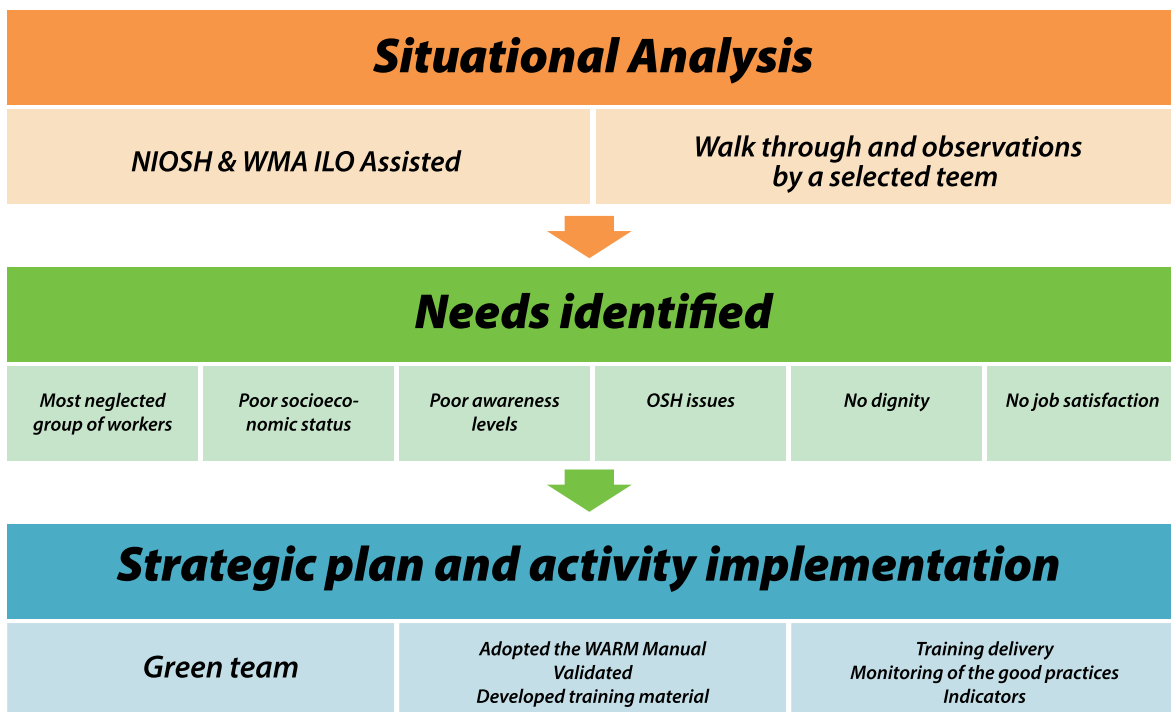 Situational Analysis
NIOSH & WMA ILO Assisted
Walk through and observations
by a selected teem
Needs identified
Most neglected
group of workers
Poor socioeco-
nomic status
Poor awareness
levels
OSH issues
No dignity
No job satisfaction
Strategic plan and activity implementation
Green team
Adopted the WARM Manual
Validated
Developed training material
Training delivery
Monitoring of the good practices
Indicators